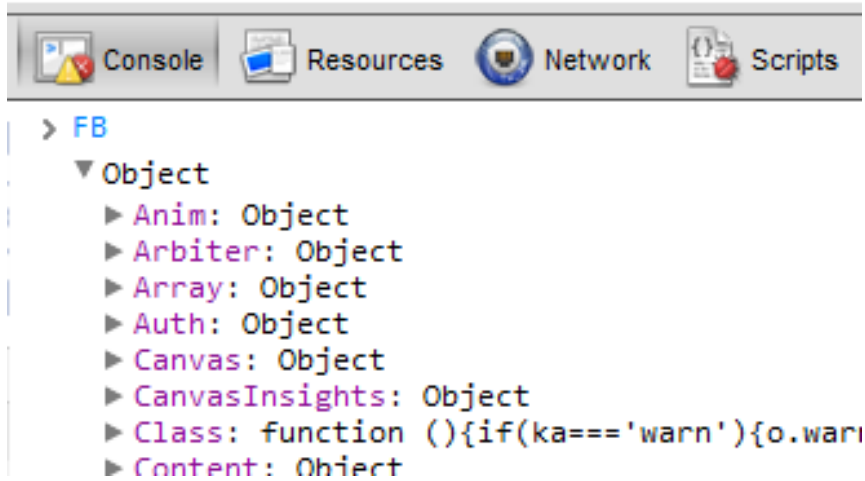 Console Resources Network Scripts
> FB
▼ Object
▶ Anim: Object
▶ Arbiter: Object
▶ Array: Object
▶ Auth: Object
▶ Canvas: Object
▶ CanvasInsights: Object
▶ Class: function (){if(ka==='warn'){o.warn
▶ Content: Object